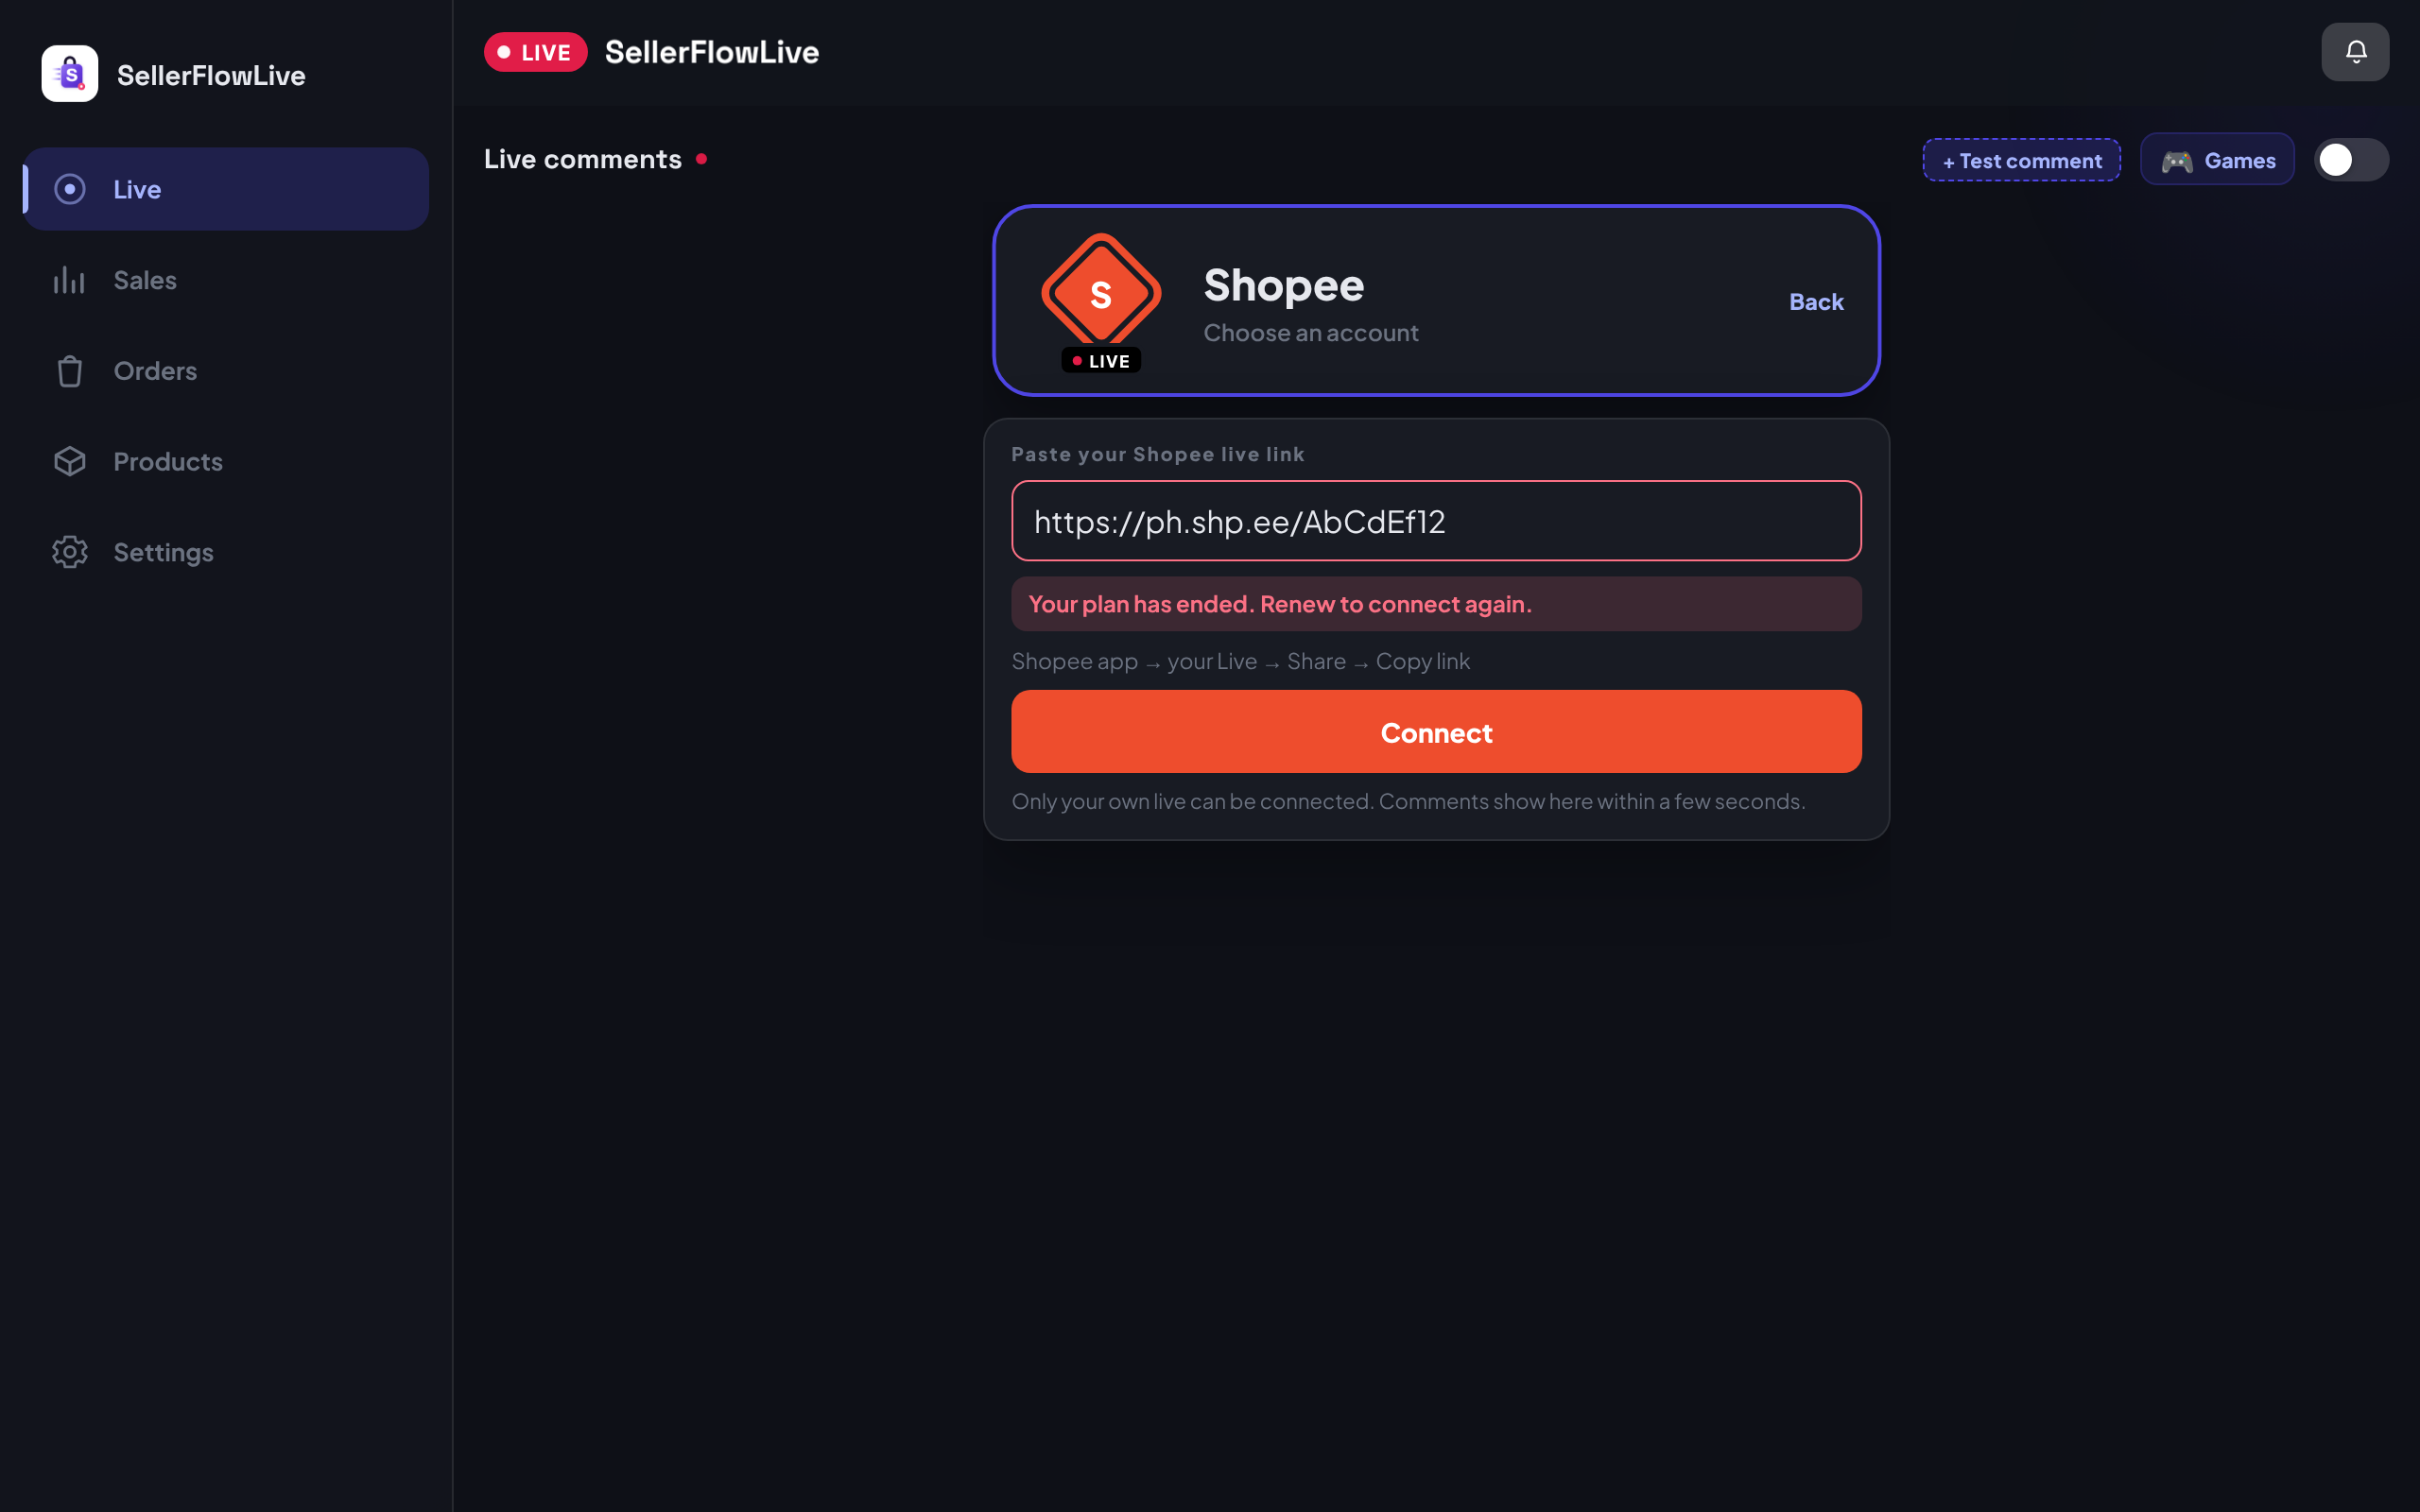 SellerFlowLive
Live
Sales
Orders
Products
Settings
LIVE SellerFlowLive
Live comments
+ Test comment
Games
S
LIVE
Shopee
Choose an account
Back
Paste your Shopee live link
https://ph.shp.ee/AbCdEf12
Your plan has ended. Renew to connect again.
Shopee app → your Live → Share → Copy link
Connect
Only your own live can be connected. Comments show here within a few seconds.